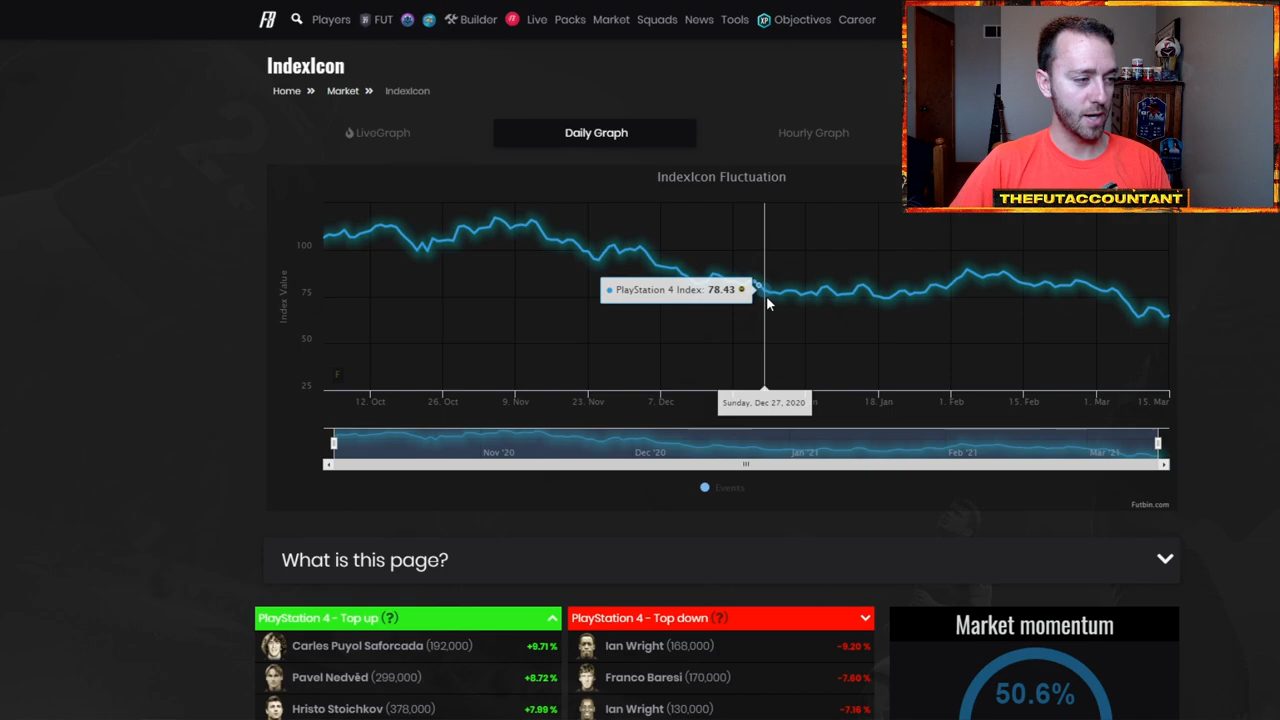 F8 Players FUT Builder Live Packs Market Squads News Tools XP Objectives Career
IndexIcon
Home » Market » IndexIcon
LiveGraph Daily Graph Hourly Graph
IndexIcon Fluctuation
THEFUTACCOUNTANT
Index Value
100
75
50
25
PlayStation 4 Index: 78.43
F
12. Oct 26. Oct 9. Nov 23. Nov 7. Dec 18. Jan 1. Feb 15. Feb 1. Mar 15. Mar
Sunday, Dec 27, 2020
Nov '20 Dec '20 Jan '21 Feb '21 Mar '21
Events
Futbin.com
What is this page?
PlayStation 4 - Top up (?)
Carles Puyol Saforcada (192,000) +9.71 %
Pavel Nedvěd (299,000) +8.72 %
Hristo Stoichkov (378,000) +7.99 %
PlayStation 4 - Top down (?)
Ian Wright (168,000) -9.20 %
Franco Baresi (170,000) -7.60 %
Ian Wright (130,000) -7.16 %
Market momentum
50.6%